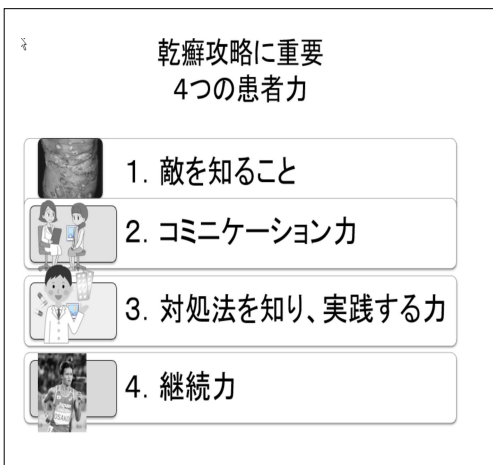 乾癬攻略に重要
4つの患者力
1. 敵を知ること
2. コミニケーション力
3. 対処法を知り、実践する力
4. 継続力
OSAKO